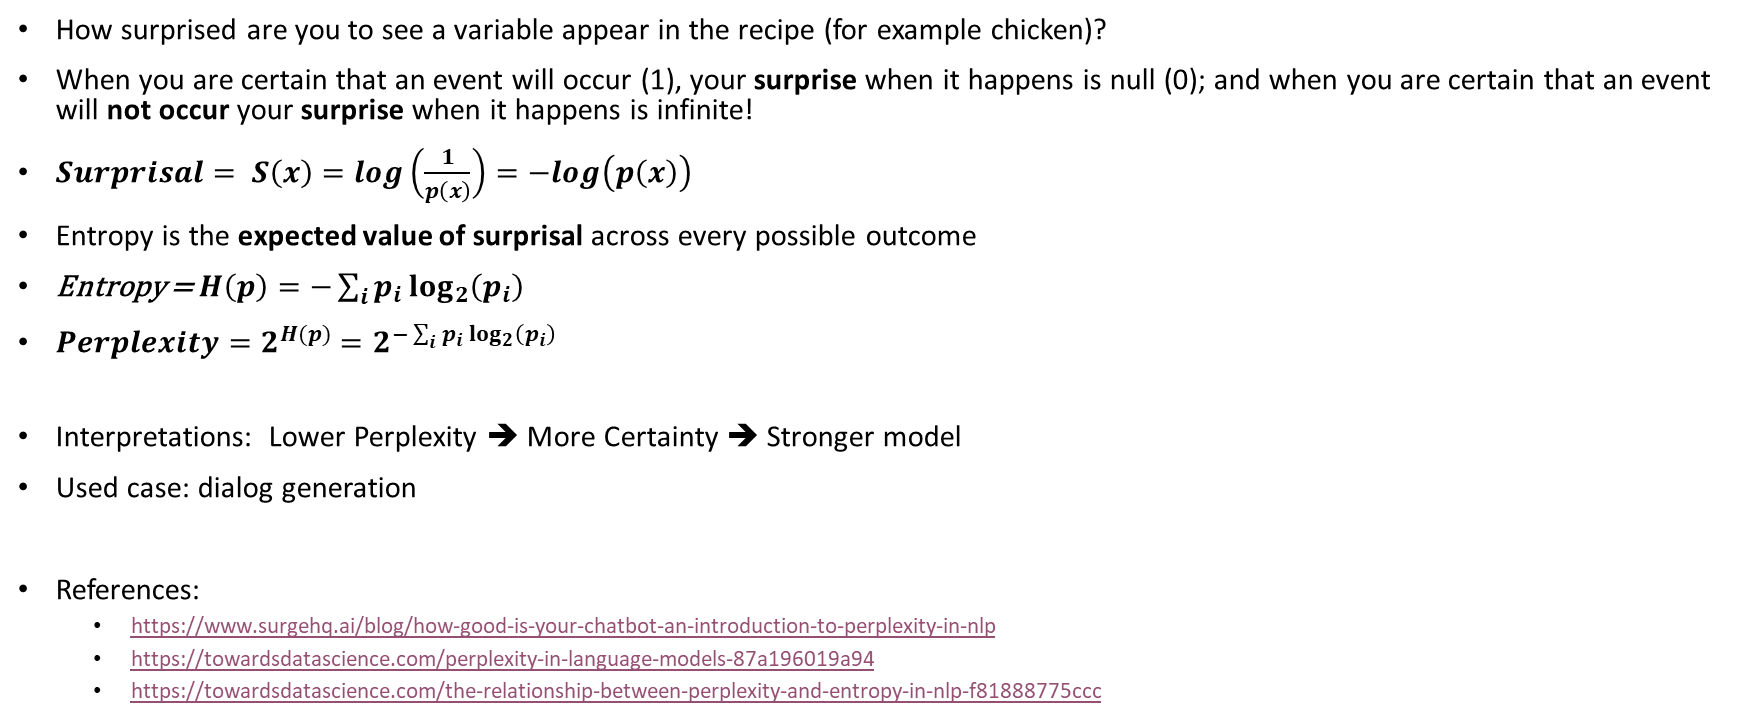 • How surprised are you to see a variable appear in the recipe (for example chicken)?
• When you are certain that an event will occur (1), your surprise when it happens is null (0); and when you are certain that an event
will not occur your surprise when it happens is infinite!
• Surprisal = S(x) = log(1/p(x)) = −log(p(x))
• Entropy is the expected value of surprisal across every possible outcome
• Entropy=H(p) = − ∑ᵢ pᵢ log₂(pᵢ)
• Perplexity = 2^H(p) = 2^− ∑ᵢ pᵢ log₂(pᵢ)
• Interpretations: Lower Perplexity ➔ More Certainty ➔ Stronger model
• Used case: dialog generation
• References:
• https://www.surgehq.ai/blog/how-good-is-your-chatbot-an-introduction-to-perplexity-in-nlp
• https://towardsdatascience.com/perplexity-in-language-models-87a196019a94
• https://towardsdatascience.com/the-relationship-between-perplexity-and-entropy-in-nlp-f81888775ccc